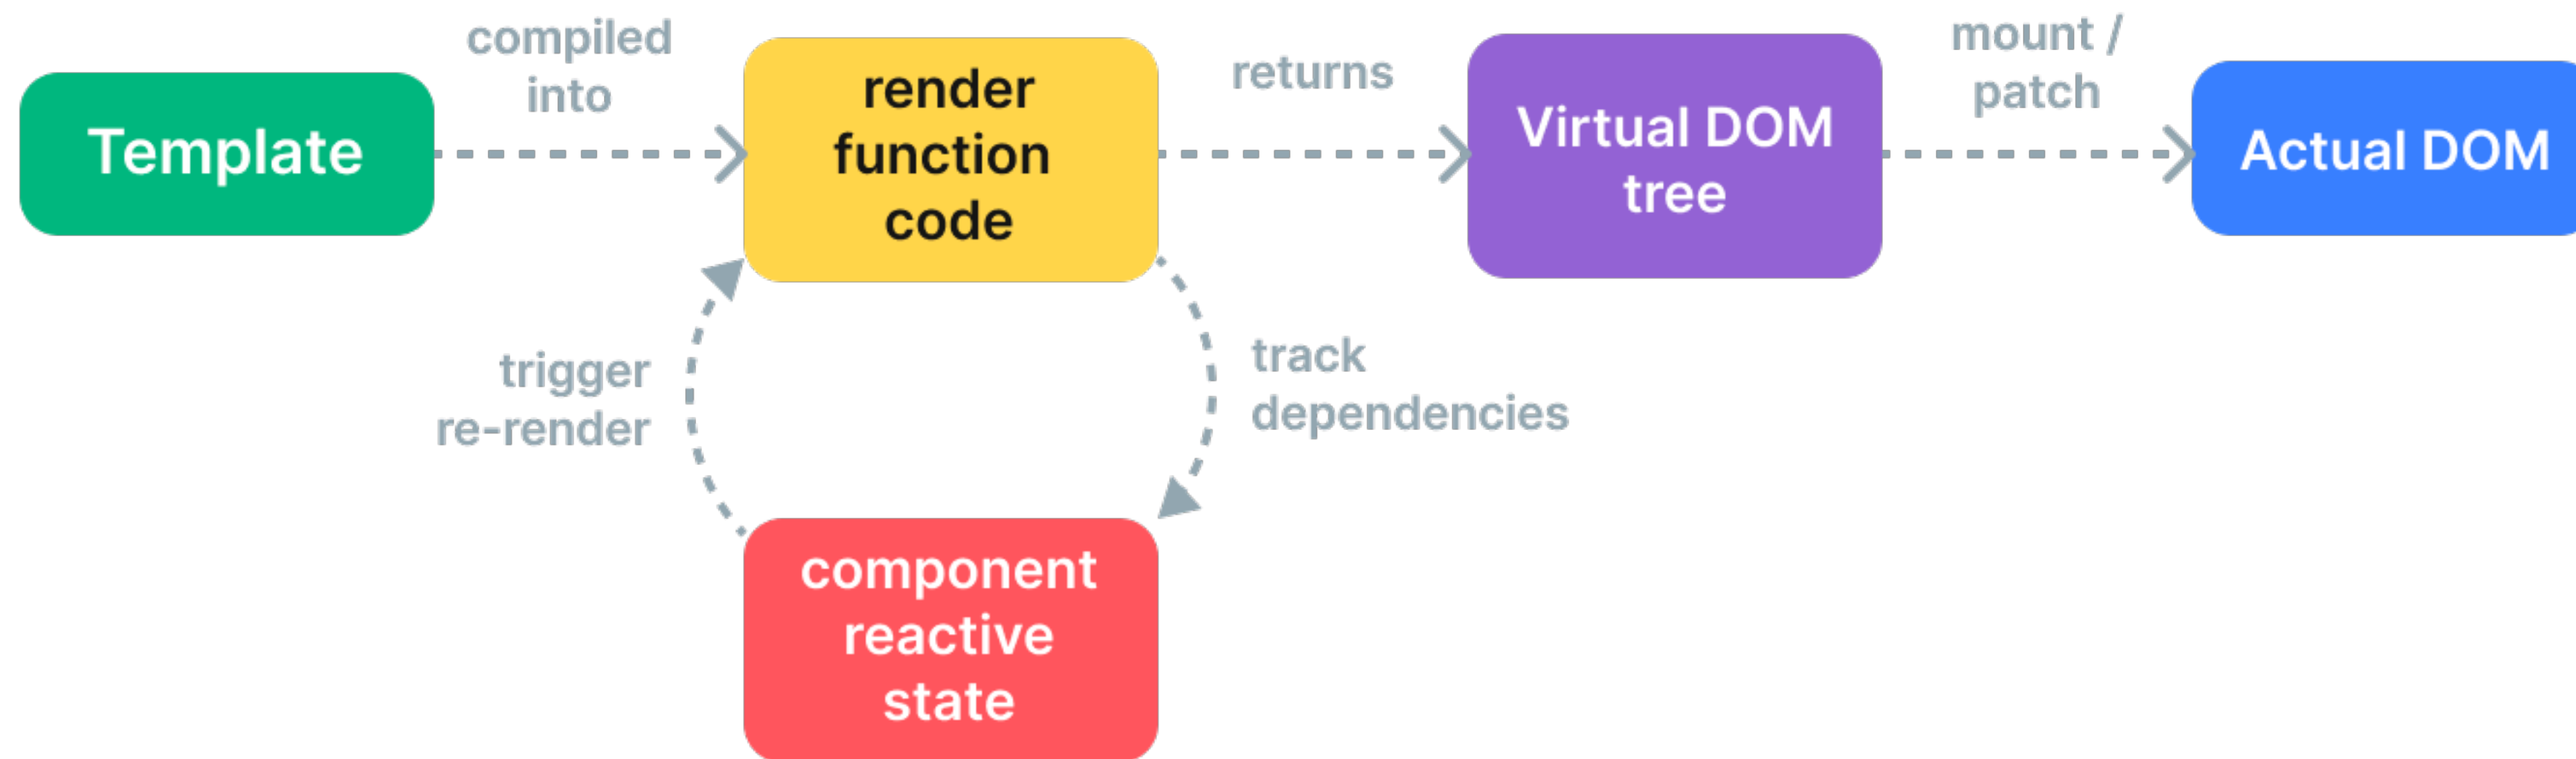 Template
compiled
into
render
function
code
returns
Virtual DOM
tree
mount /
patch
Actual DOM
trigger
re-render
track
dependencies
component
reactive
state